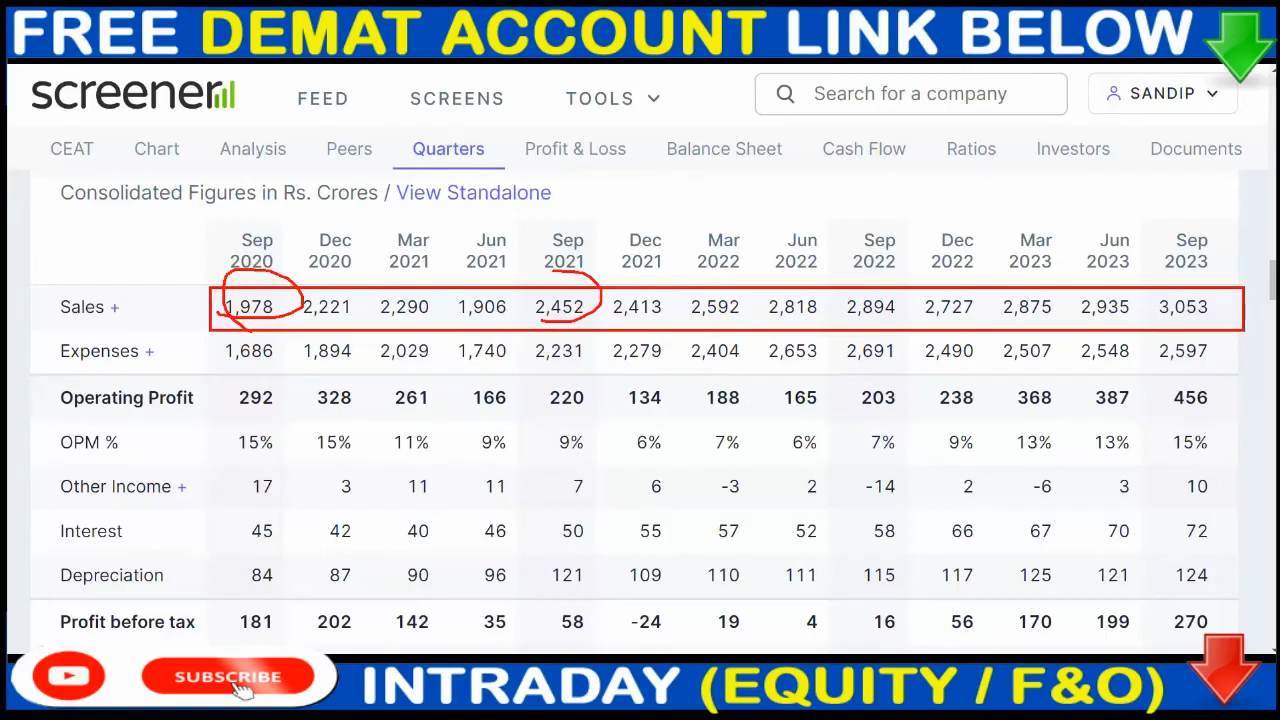 FREE DEMAT ACCOUNT LINK BELOW
screener FEED SCREENS TOOLS Search for a company SANDIP
CEAT Chart Analysis Peers Quarters Profit & Loss Balance Sheet Cash Flow Ratios Investors Documents
Consolidated Figures in Rs. Crores / View Standalone
Sep Dec Mar Jun Sep Dec Mar Jun Sep Dec Mar Jun Sep
2020 2020 2021 2021 2021 2021 2022 2022 2022 2022 2023 2023 2023
Sales + 1,978 2,221 2,290 1,906 2,452 2,413 2,592 2,818 2,894 2,727 2,875 2,935 3,053
Expenses + 1,686 1,894 2,029 1,740 2,231 2,279 2,404 2,653 2,691 2,490 2,507 2,548 2,597
Operating Profit 292 328 261 166 220 134 188 165 203 238 368 387 456
OPM % 15% 15% 11% 9% 9% 6% 7% 6% 7% 9% 13% 13% 15%
Other Income + 17 3 11 11 7 6 -3 2 -14 2 -6 3 10
Interest 45 42 40 46 50 55 57 52 58 66 67 70 72
Depreciation 84 87 90 96 121 109 110 111 115 117 125 121 124
Profit before tax 181 202 142 35 58 -24 19 4 16 56 170 199 270
SUBSCRIBE INTRADAY (EQUITY / F&O)